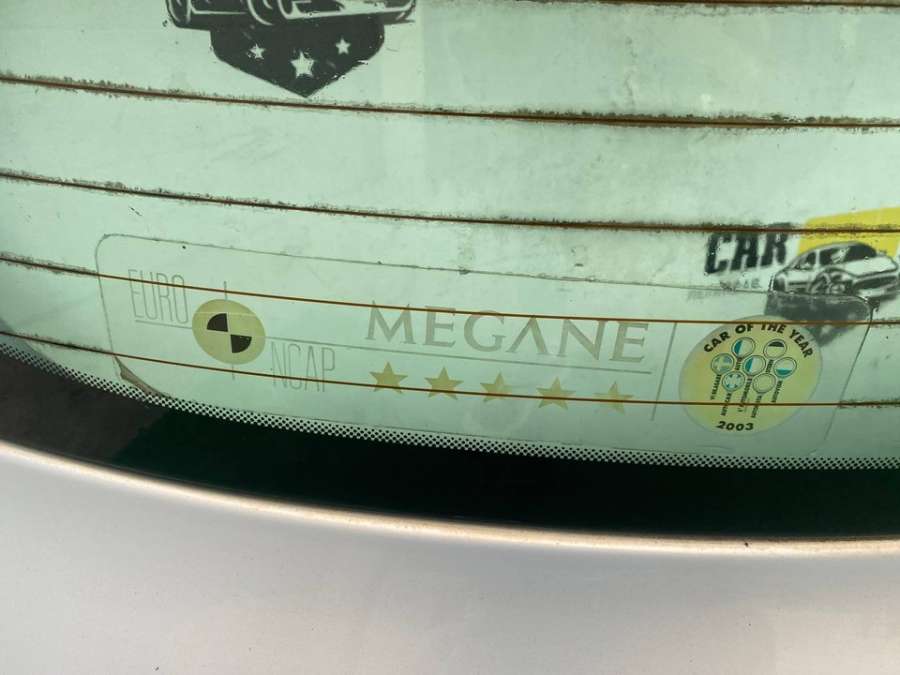 CAR
EURO
NCAP
MEGANE
CAR OF THE YEAR
2003